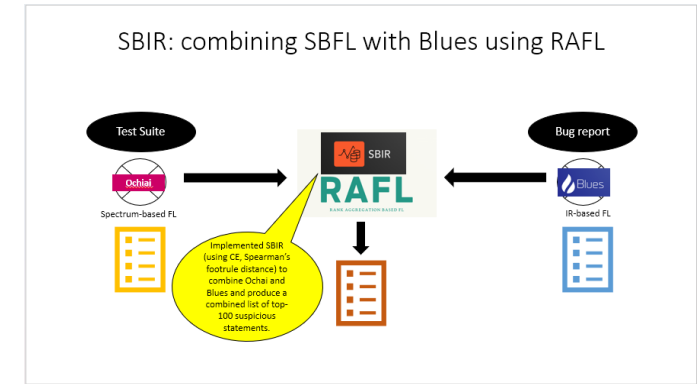 SBIR: combining SBFL with Blues using RAFL
Test Suite
Ochiai
Spectrum-based FL
SBIR
RAFL
RANK AGGREGATION BASED FL
Bug report
Blues
IR-based FL
Implemented SBIR
(using CE, Spearman's
footrule distance) to
combine Ochai and
Blues and produce a
combined list of top-
100 suspicious
statements.